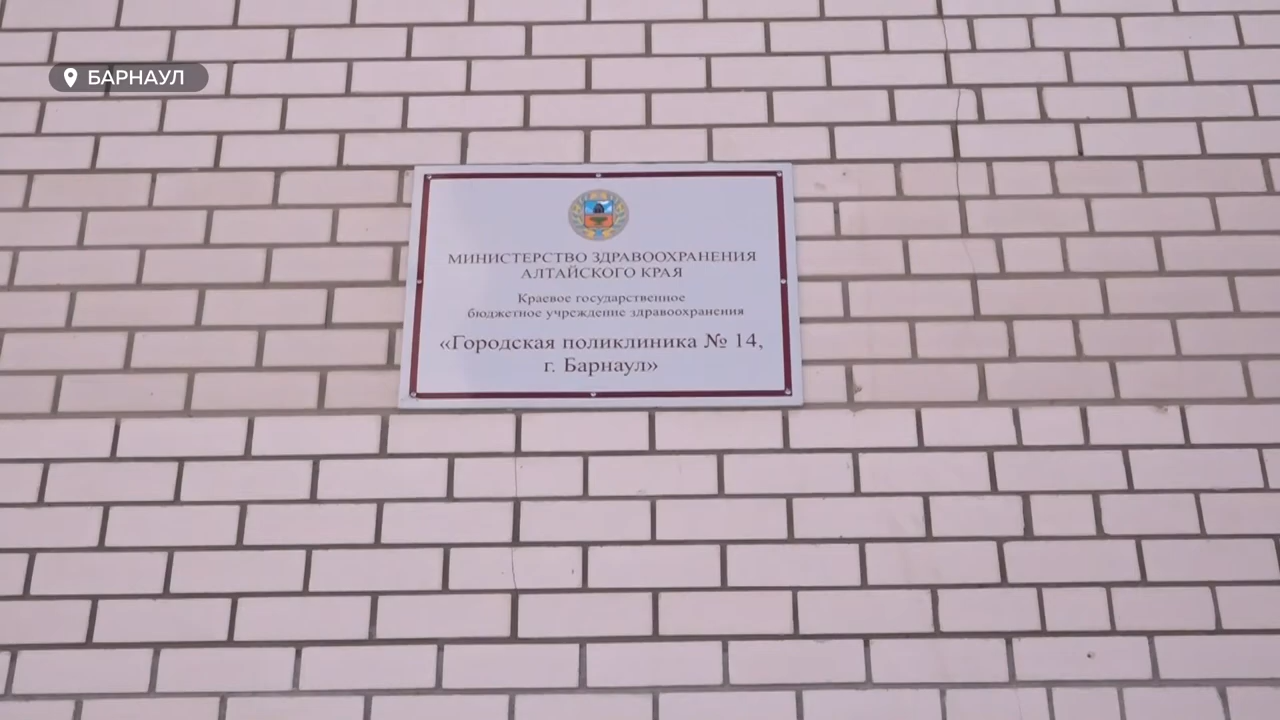 БАРНАУЛ
МИНИСТЕРСТВО ЗДРАВООХРАНЕНИЯ
АЛТАЙСКОГО КРАЯ
Краевое государственное
бюджетное учреждение здравоохранения
«Городская поликлиника № 14,
г. Барнаул»